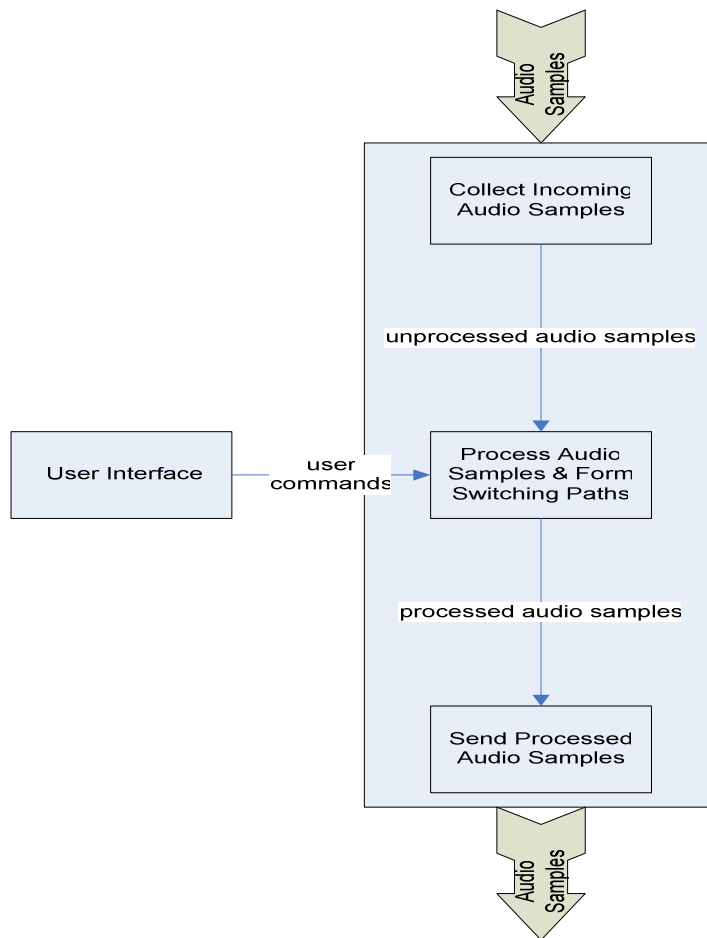 Audio
Samples
Collect Incoming
Audio Samples
unprocessed audio samples
User Interface
user
commands
Process Audio
Samples & Form
Switching Paths
processed audio samples
Send Processed
Audio Samples
Audio
Samples